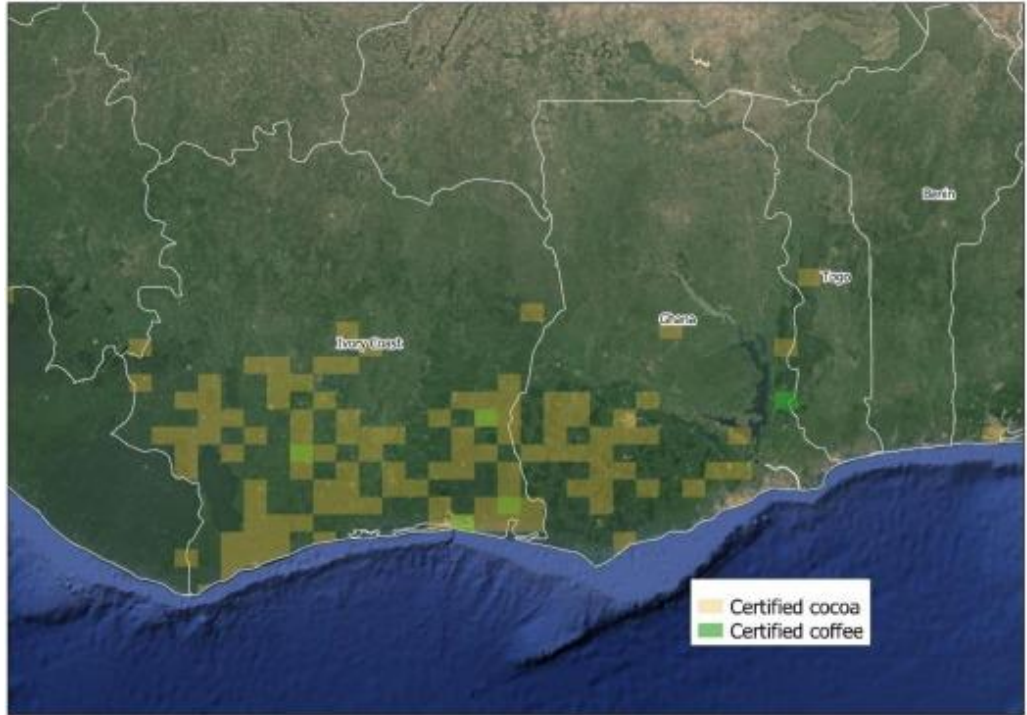 Benin
Togo
Ghana
Ivory Coast
Certified cocoa
Certified coffee